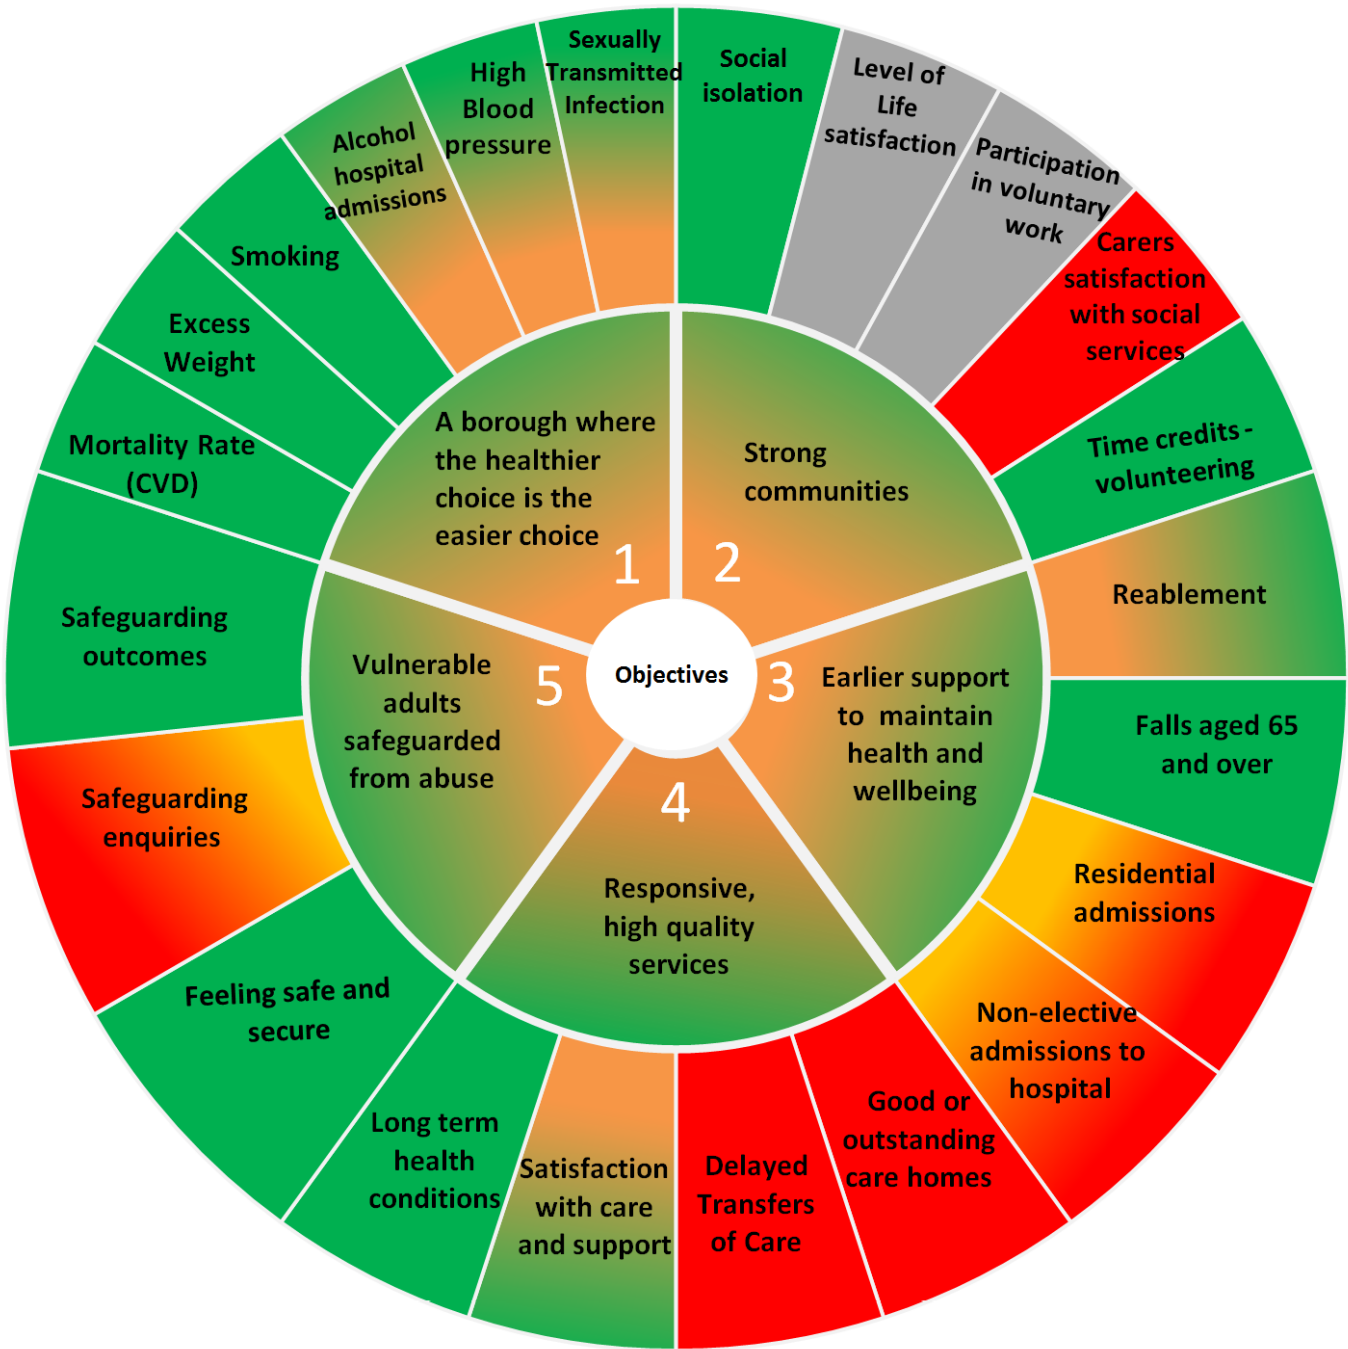 Sexually
Transmitted
Infection
Social
isolation
Level of
Life
satisfaction
Participation
in voluntary
work
Carers
satisfaction
with social
services
Time credits -
volunteering
Reablement
Falls aged 65
and over
Residential
admissions
Non-elective
admissions to
hospital
Good or
outstanding
care homes
Delayed
Transfers
of Care
Satisfaction
with care
and support
Long term
health
conditions
Feeling safe and
secure
Safeguarding
enquiries
Safeguarding
outcomes
Mortality Rate
(CVD)
Excess
Weight
Smoking
Alcohol
hospital
admissions
High
Blood
pressure
A borough where
the healthier
choice is the
easier choice
1
Strong
communities
2
3
Earlier support
to maintain
health and
wellbeing
4
Responsive,
high quality
services
Vulnerable
adults
safeguarded
from abuse
5
Objectives